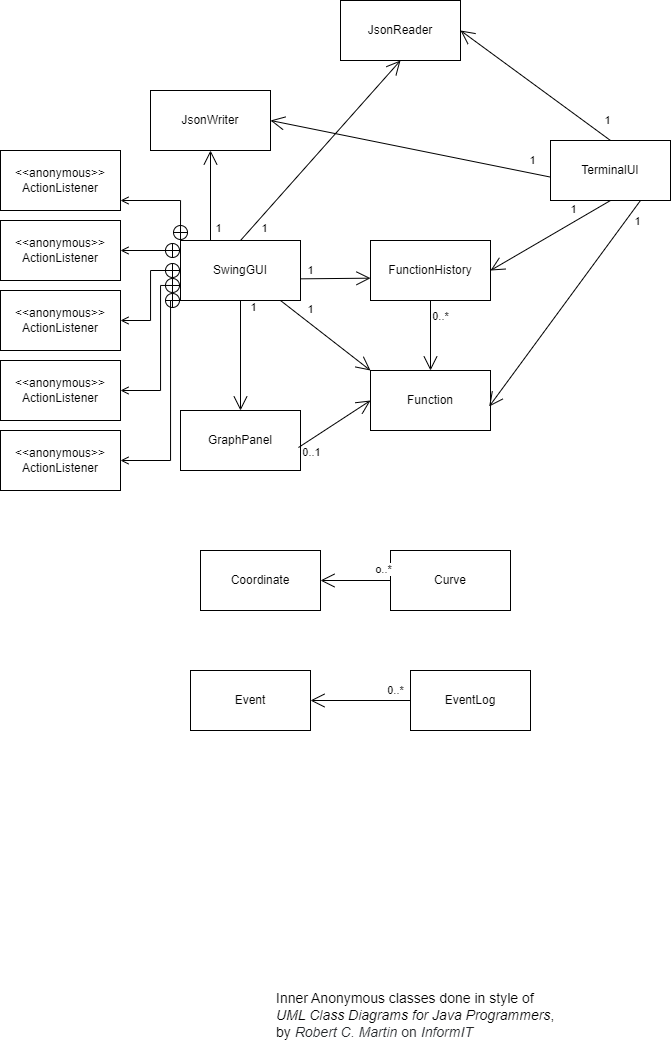 JsonReader
JsonWriter
1
1
TerminalUI
<<anonymous>>
ActionListener
1
1
1
1
<<anonymous>>
ActionListener
SwingGUI
1
FunctionHistory
<<anonymous>>
ActionListener
1
1
0..*
<<anonymous>>
ActionListener
Function
GraphPanel
0..1
<<anonymous>>
ActionListener
Coordinate
o..*
Curve
Event
0..*
EventLog
Inner Anonymous classes done in style of
UML Class Diagrams for Java Programmers,
by Robert C. Martin on InformIT